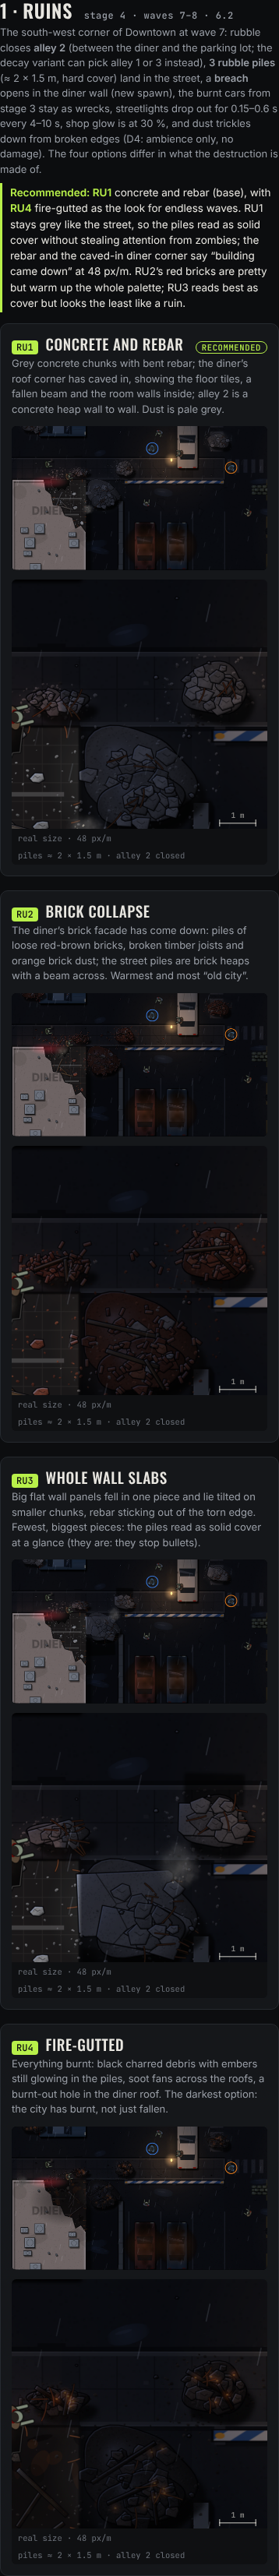 1 · RUINS stage 4 · waves 7–8 · 6.2
The south-west corner of Downtown at wave 7: rubble
closes alley 2 (between the diner and the parking lot; the
decay variant can pick alley 1 or 3 instead), 3 rubble piles
(≈ 2 × 1.5 m, hard cover) land in the street, a breach
opens in the diner wall (new spawn), the burnt cars from
stage 3 stay as wrecks, streetlights drop out for 0.15–0.6 s
every 4–10 s, shop glow is at 30 %, and dust trickles
down from broken edges (D4: ambience only, no
damage). The four options differ in what the destruction is
made of.
Recommended: RU1 concrete and rebar (base), with
RU4 fire-gutted as the look for endless waves. RU1
stays grey like the street, so the piles read as solid
cover without stealing attention from zombies; the
rebar and the caved-in diner corner say “building
came down” at 48 px/m. RU2’s red bricks are pretty
but warm up the whole palette; RU3 reads best as
cover but looks the least like a ruin.
RU1 CONCRETE AND REBAR RECOMMENDED
Grey concrete chunks with bent rebar; the diner’s
roof corner has caved in, showing the floor tiles, a
fallen beam and the room walls inside; alley 2 is a
concrete heap wall to wall. Dust is pale grey.
DINER
1 m
real size · 48 px/m
piles ≈ 2 × 1.5 m · alley 2 closed
RU2 BRICK COLLAPSE
The diner’s brick facade has come down: piles of
loose red-brown bricks, broken timber joists and
orange brick dust; the street piles are brick heaps
with a beam across. Warmest and most “old city”.
DINER
1 m
real size · 48 px/m
piles ≈ 2 × 1.5 m · alley 2 closed
RU3 WHOLE WALL SLABS
Big flat wall panels fell in one piece and lie tilted on
smaller chunks, rebar sticking out of the torn edge.
Fewest, biggest pieces: the piles read as solid cover
at a glance (they are: they stop bullets).
DINER
1 m
real size · 48 px/m
piles ≈ 2 × 1.5 m · alley 2 closed
RU4 FIRE-GUTTED
Everything burnt: black charred debris with embers
still glowing in the piles, soot fans across the roofs, a
burnt-out hole in the diner roof. The darkest option:
the city has burnt, not just fallen.
DINER
1 m
real size · 48 px/m
piles ≈ 2 × 1.5 m · alley 2 closed